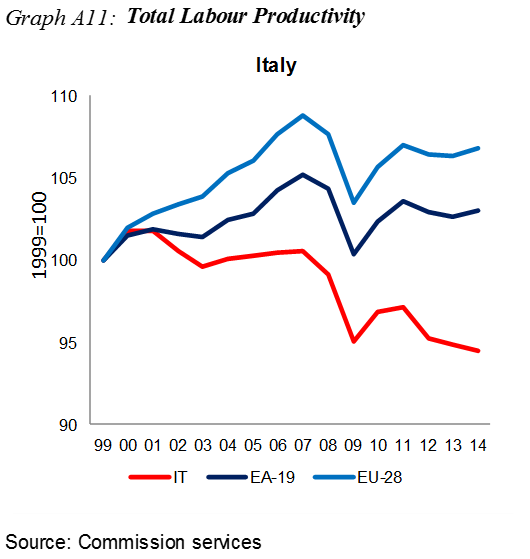 Graph A11: Total Labour Productivity
Italy
110
105
100
95
90
1999=100
99 00 01 02 03 04 05 06 07 08 09 10 11 12 13 14
IT EA-19 EU-28
Source: Commission services